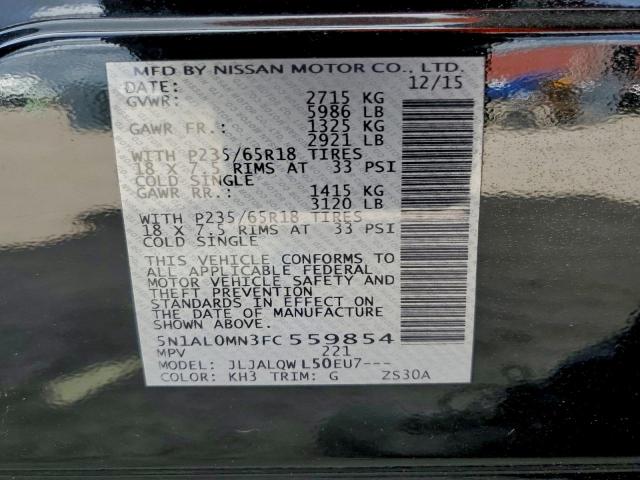 MFD BY NISSAN MOTOR CO., LTD.
DATE: 12/15
GVWR: 2715 KG
5986 LB
GAWR FR.: 1325 KG
2921 LB
WITH P235/65R18 TIRES
18 X 7.5 RIMS AT 33 PSI
COLD SINGLE
GAWR RR.: 1415 KG
3120 LB
WITH P235/65R18 TIRES
18 X 7.5 RIMS AT 33 PSI
COLD SINGLE
THIS VEHICLE CONFORMS TO
ALL APPLICABLE FEDERAL
MOTOR VEHICLE SAFETY AND
THEFT PREVENTION
STANDARDS IN EFFECT ON
THE DATE OF MANUFACTURE
SHOWN ABOVE.
5N1AL0MN3FC559854
MPV 221
MODEL: JLJALQWL50EU7---
COLOR: KH3 TRIM: G ZS30A